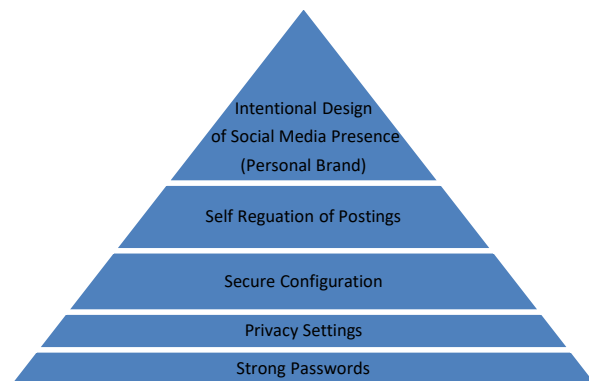 Intentional Design
of Social Media Presence
(Personal Brand)
Self Reguation of Postings
Secure Configuration
Privacy Settings
Strong Passwords